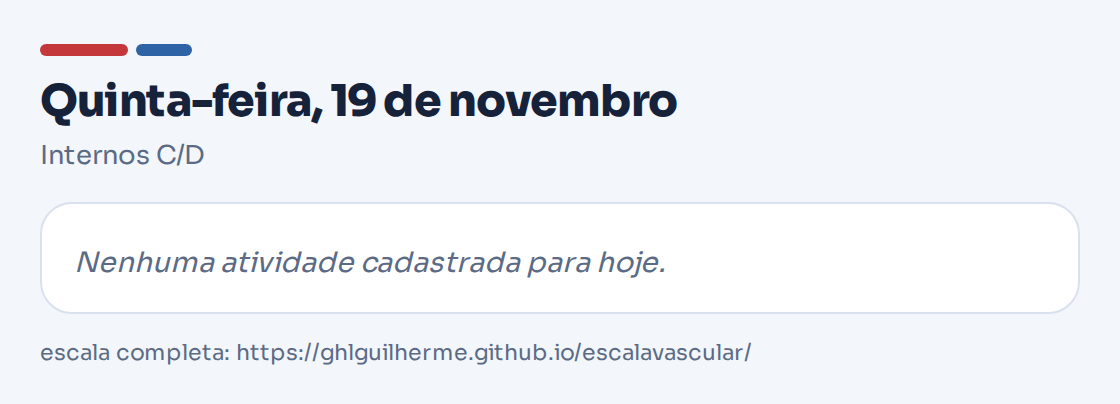 Quinta-feira, 19 de novembro
Internos C/D
Nenhuma atividade cadastrada para hoje.
escala completa: https://ghlguilherme.github.io/escalavascular/